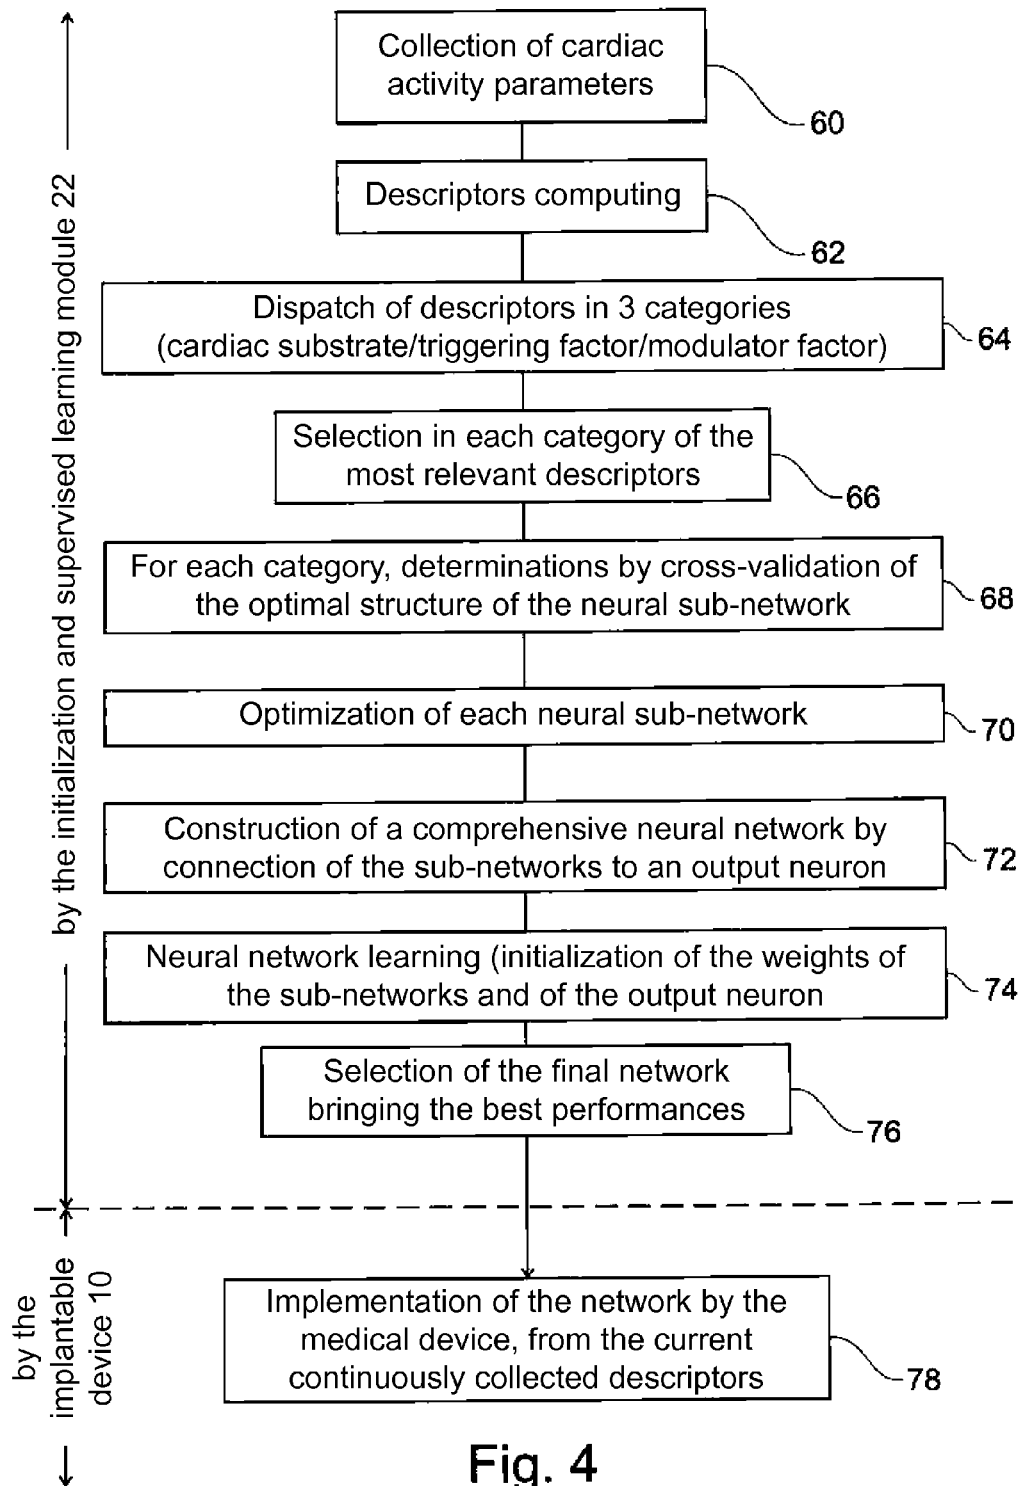 Collection of cardiac
activity parameters
60
Descriptors computing
62
Dispatch of descriptors in 3 categories
(cardiac substrate/triggering factor/modulator factor)
64
Selection in each category of the
most relevant descriptors
66
For each category, determinations by cross-validation of
the optimal structure of the neural sub-network
68
Optimization of each neural sub-network
70
Construction of a comprehensive neural network by
connection of the sub-networks to an output neuron
72
Neural network learning (initialization of the weights of
the sub-networks and of the output neuron
74
Selection of the final network
bringing the best performances
76
by the initialization and supervised learning module 22
Implementation of the network by the
medical device, from the current
continuously collected descriptors
78
by the
implantable
device 10
Fig. 4